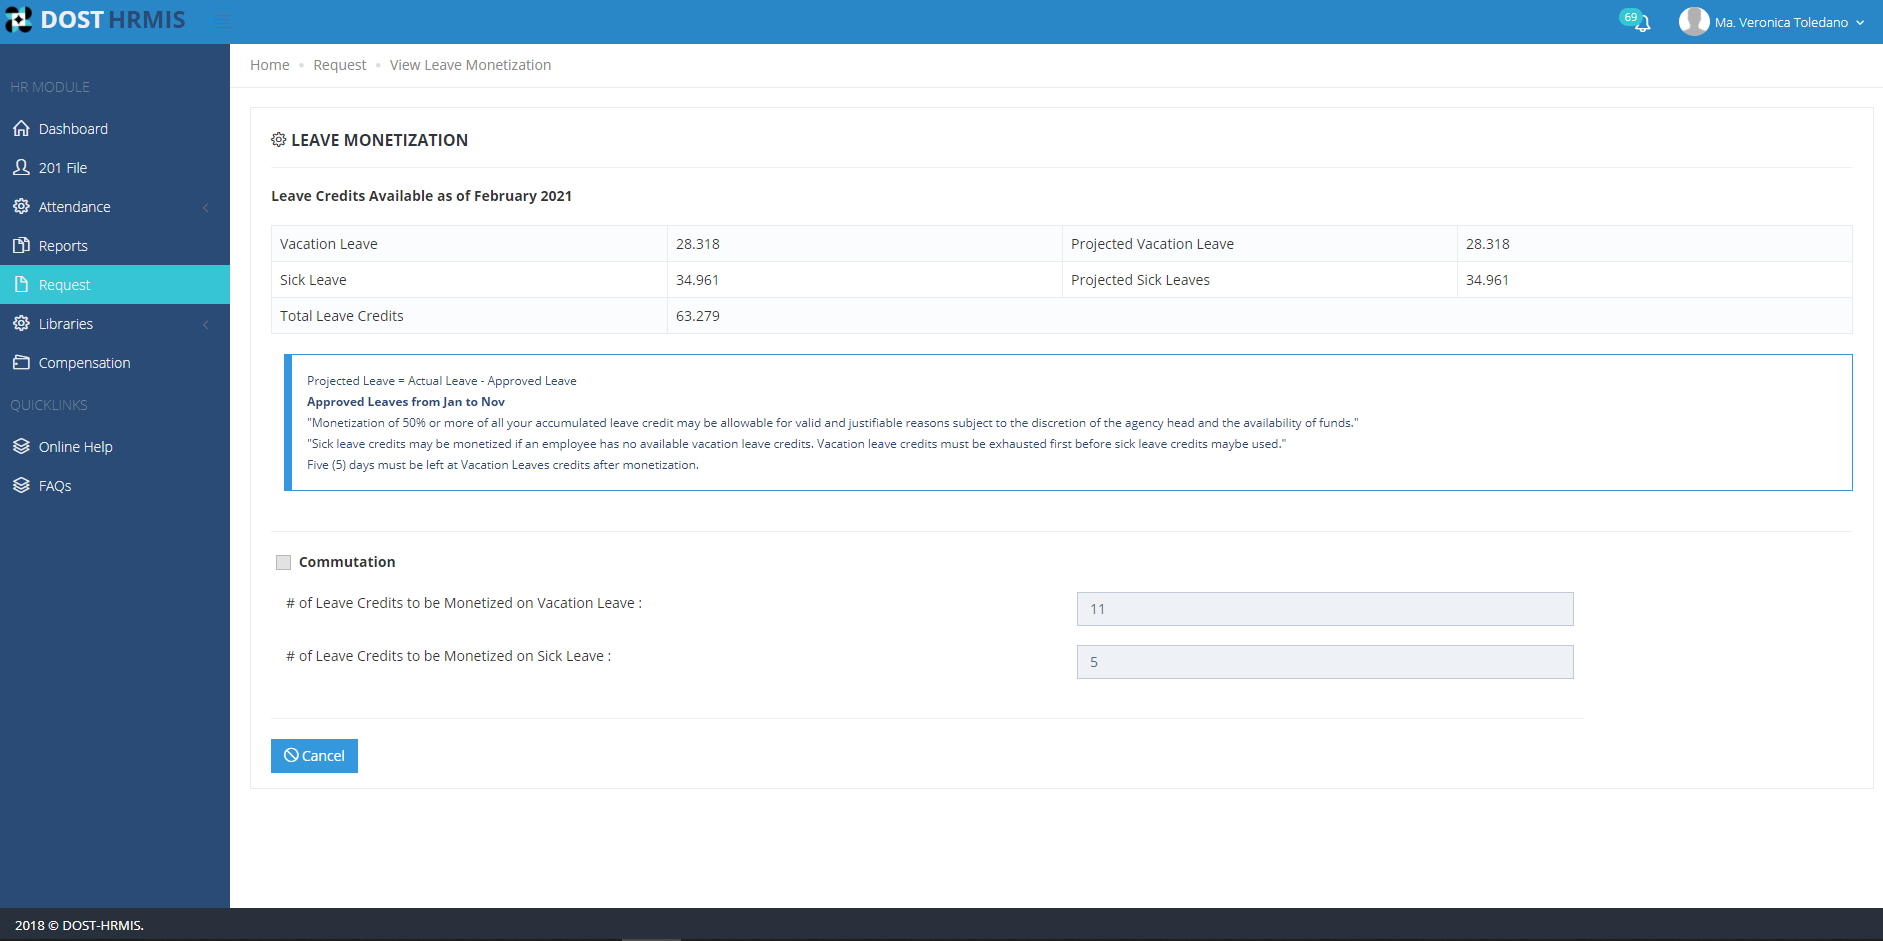 DOST HRMIS
69
Ma. Veronica Toledano
HR MODULE
Dashboard
201 File
Attendance
Reports
Request
Libraries
Compensation
QUICKLINKS
Online Help
FAQs
Home • Request • View Leave Monetization
LEAVE MONETIZATION
Leave Credits Available as of February 2021
Vacation Leave 28.318 Projected Vacation Leave 28.318
Sick Leave 34.961 Projected Sick Leaves 34.961
Total Leave Credits 63.279
Projected Leave = Actual Leave - Approved Leave
Approved Leaves from Jan to Nov
"Monetization of 50% or more of all your accumulated leave credit may be allowable for valid and justifiable reasons subject to the discretion of the agency head and the availability of funds."
"Sick leave credits may be monetized if an employee has no available vacation leave credits. Vacation leave credits must be exhausted first before sick leave credits maybe used."
Five (5) days must be left at Vacation Leaves credits after monetization.
Commutation
# of Leave Credits to be Monetized on Vacation Leave : 11
# of Leave Credits to be Monetized on Sick Leave : 5
Cancel
2018 © DOST-HRMIS.